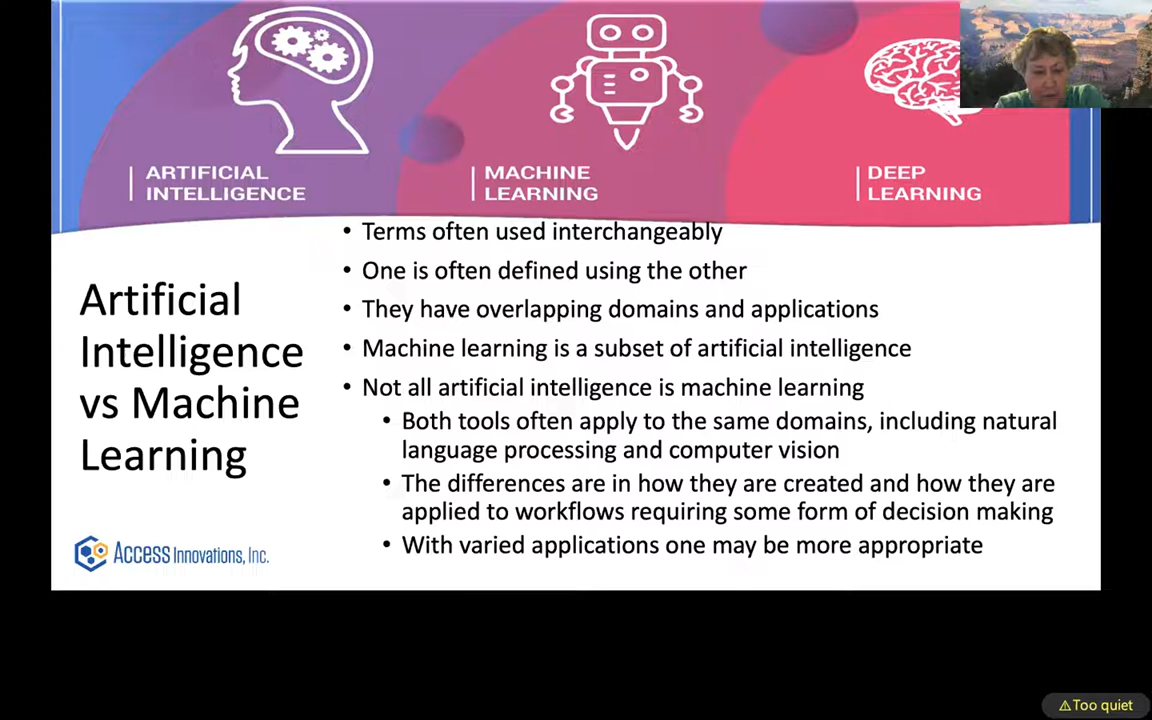 ARTIFICIAL
INTELLIGENCE
MACHINE
LEARNING
DEEP
LEARNING
Artificial
Intelligence
vs Machine
Learning
• Terms often used interchangeably
• One is often defined using the other
• They have overlapping domains and applications
• Machine learning is a subset of artificial intelligence
• Not all artificial intelligence is machine learning
• Both tools often apply to the same domains, including natural
language processing and computer vision
• The differences are in how they are created and how they are
applied to workflows requiring some form of decision making
• With varied applications one may be more appropriate
Access Innovations, Inc.
⚠Too quiet